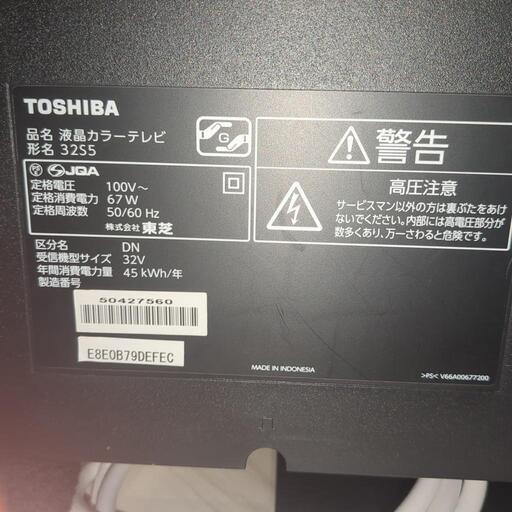 TOSHIBA
品名 液晶カラーテレビ
形名 32S5
G
JQA
定格電圧 100V～
定格消費電力 67W
定格周波数 50/60 Hz
株式会社 東芝
区分名 DN
受信機型サイズ 32V
年間消費電力量 45 kWh/年
製造番号
50427560
E8E0B79DEFEC
警告
高圧注意
サービスマン以外の方は裏ぶたをあけ
ないでください。内部には高電圧部分が
数多くあり、万一さわると危険です。
MADE IN INDONESIA
>PS< V66A00677200